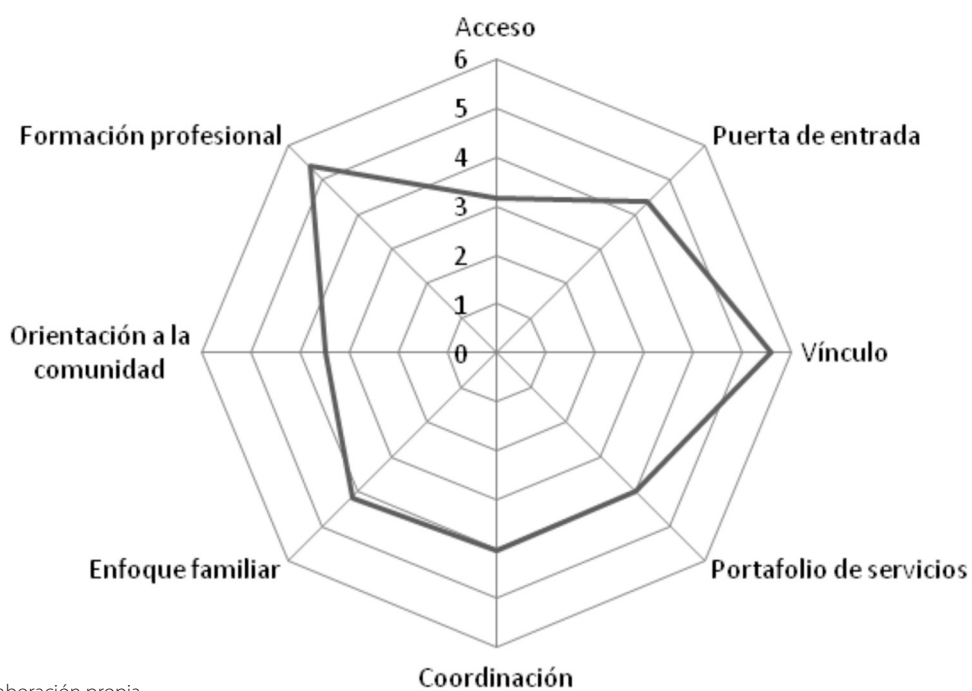 Acceso
6
5
4
3
2
1
0
Puerta de entrada
Vínculo
Portafolio de servicios
Coordinación
Enfoque familiar
Orientación a la
comunidad
Formación profesional
propia